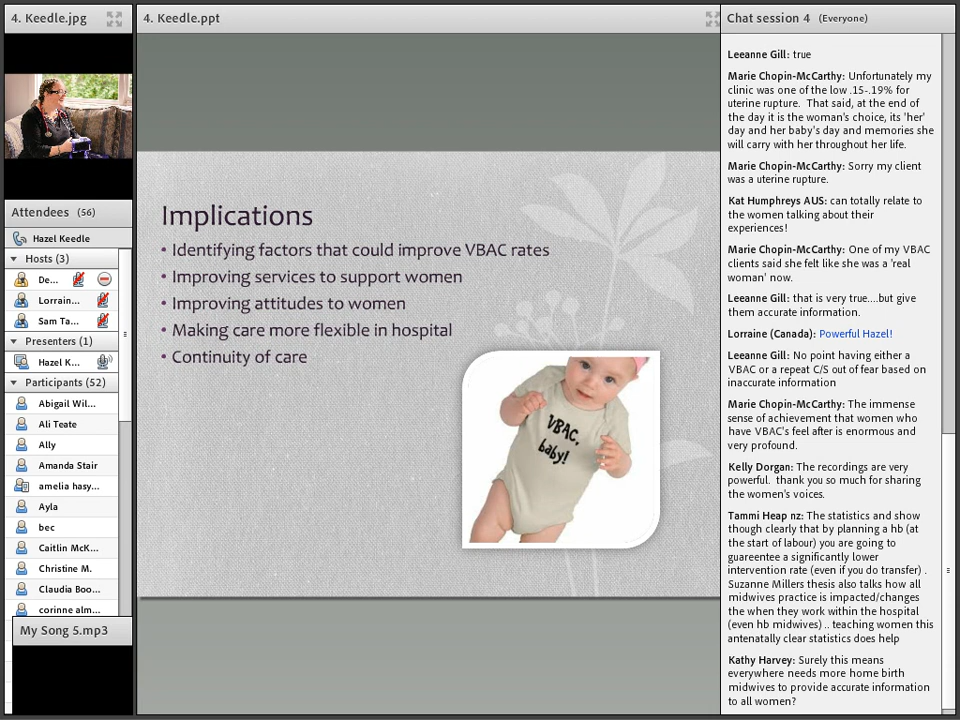 4. Keedle.jpg
Attendees (56)
Hazel Keedle
Hosts (3)
De...
Lorrain...
Sam Ta...
Presenters (1)
Hazel K...
Participants (52)
Abigail Wil...
Ali Teate
Ally
Amanda Stair
amelia hasy...
Ayla
bec
Caitlin McK...
Christine M.
Claudia Boo...
corinne alm...
My Song 5.mp3
4. Keedle.ppt
Implications
• Identifying factors that could improve VBAC rates
• Improving services to support women
• Improving attitudes to women
• Making care more flexible in hospital
• Continuity of care
VBAC,
baby!
Chat session 4 (Everyone)
Leeanne Gill: true
Marie Chopin-McCarthy: Unfortunately my
clinic was one of the low .15-.19% for
uterine rupture. That said, at the end of
the day it is the woman's choice, its 'her'
day and her baby's day and memories she
will carry with her throughout her life.
Marie Chopin-McCarthy: Sorry my client
was a uterine rupture.
Kat Humphreys AUS: can totally relate to
the women talking about their
experiences!
Marie Chopin-McCarthy: One of my VBAC
clients said she felt like she was a 'real
woman' now.
Leeanne Gill: that is very true....but give
them accurate information.
Lorraine (Canada): Powerful Hazel!
Leeanne Gill: No point having either a
VBAC or a repeat C/S out of fear based on
inaccurate information
Marie Chopin-McCarthy: The immense
sense of achievement that women who
have VBAC's feel after is enormous and
very profound.
Kelly Dorgan: The recordings are very
powerful. thank you so much for sharing
the women's voices.
Tammi Heap nz: The statistics and show
though clearly that by planning a hb (at
the start of labour) you are going to
guareentee a significantly lower
intervention rate (even if you do transfer) .
Suzanne Millers thesis also talks how all
midwives practice is impacted/changes
the when they work within the hospital
(even hb midwives) .. teaching women this
antenatally clear statistics does help
Kathy Harvey: Surely this means
everywhere needs more home birth
midwives to provide accurate information
to all women?